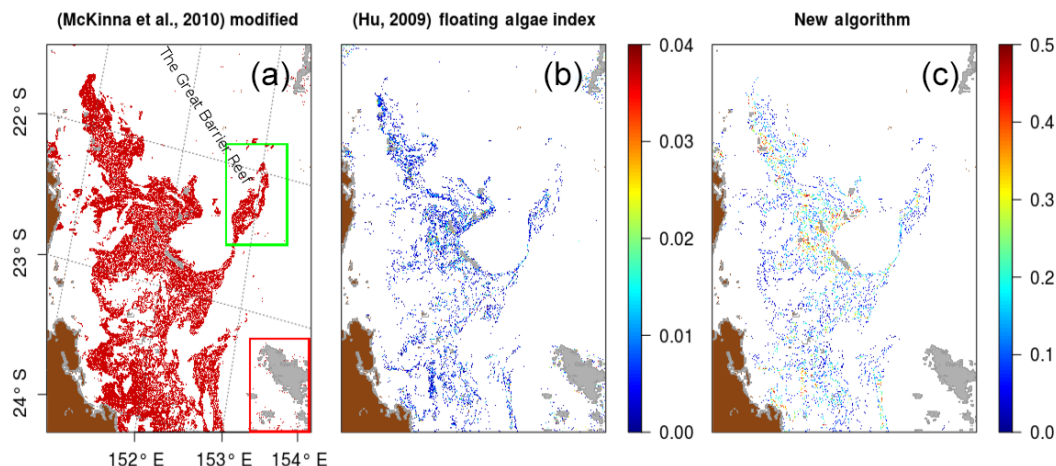 (McKinna et al., 2010) modified
(Hu, 2009) floating algae index
New algorithm
(a)
(b)
(c)
The Great Barrier Reef
22° S
23° S
24° S
152° E
153° E
154° E
0.04
0.03
0.02
0.01
0.00
0.5
0.4
0.3
0.2
0.1
0.0